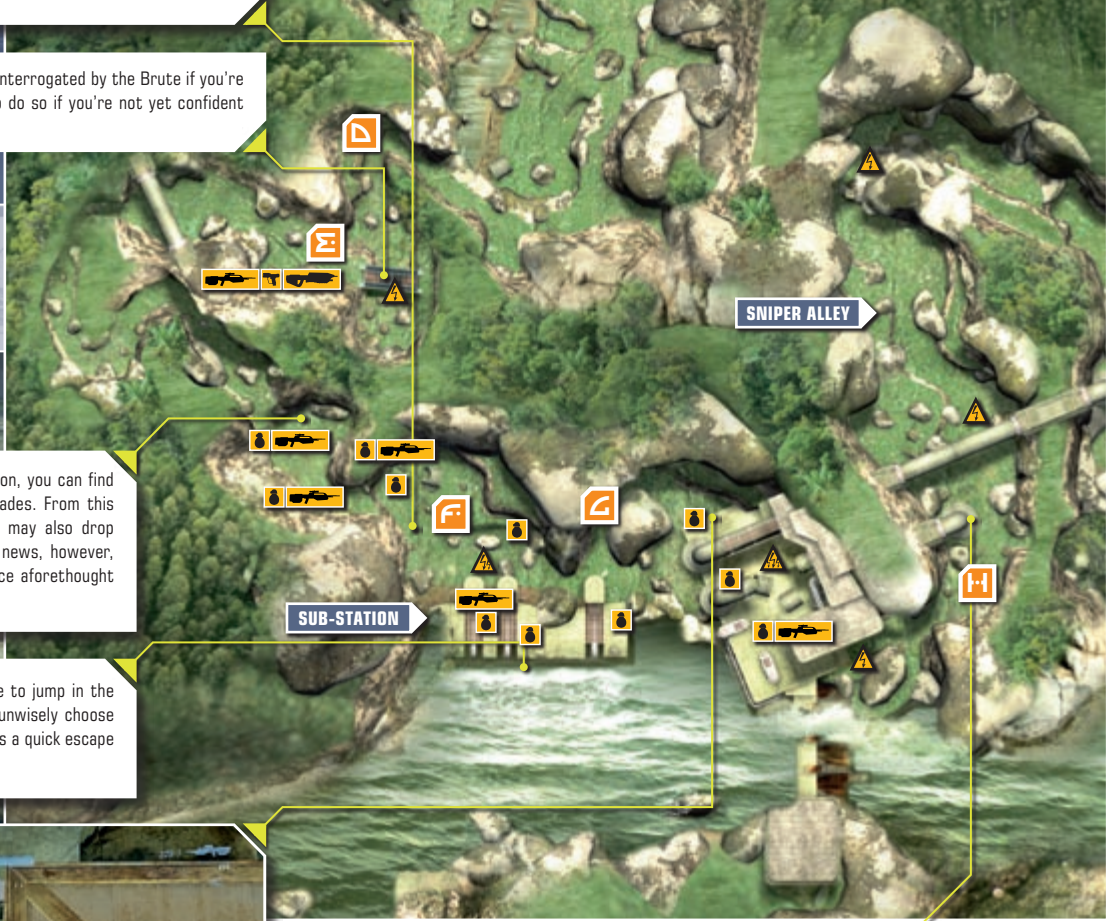 nterrogated by the Brute if you're
do so if you're not yet confident
D
E
SNIPER ALLEY
on, you can find
ades. From this
may also drop
news, however,
ce aforethought
F
G
H
SUB-STATION
e to jump in the
unwisely choose
s a quick escape